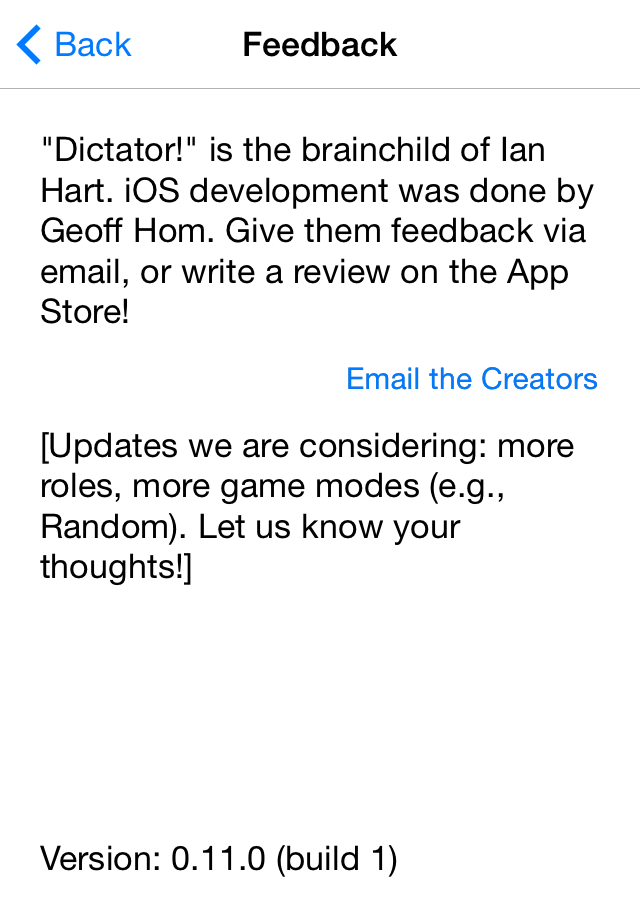 Back
Feedback
"Dictator!" is the brainchild of Ian
Hart. iOS development was done by
Geoff Hom. Give them feedback via
email, or write a review on the App
Store!
Email the Creators
[Updates we are considering: more
roles, more game modes (e.g.,
Random). Let us know your
thoughts!]
Version: 0.11.0 (build 1)